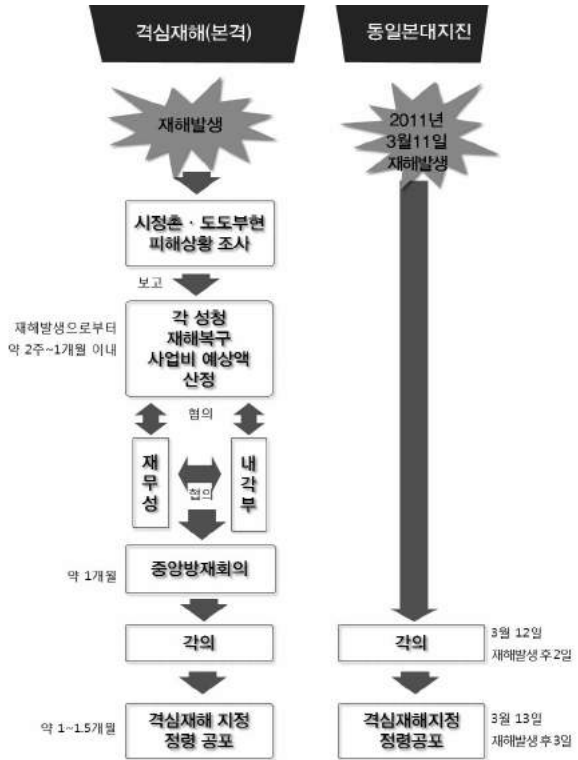 격심재해(본격)
재해발생
시정촌 · 도도부현
피해상황 조사
보고
재해발생으로부터
약 2주~1개월 이내
각 성청
재해복구
사업비 예상액
산정
협의
재무성
내각부
협의
중앙방재회의
약 1개월
각의
약 1~1.5개월
격심재해 지정
정령 공포
동일본대지진
2011년
3월11일
재해발생
각의
3월 12일
재해발생 후2일
격심재해지정
정령공포
3월 13일
재해발생 후3일